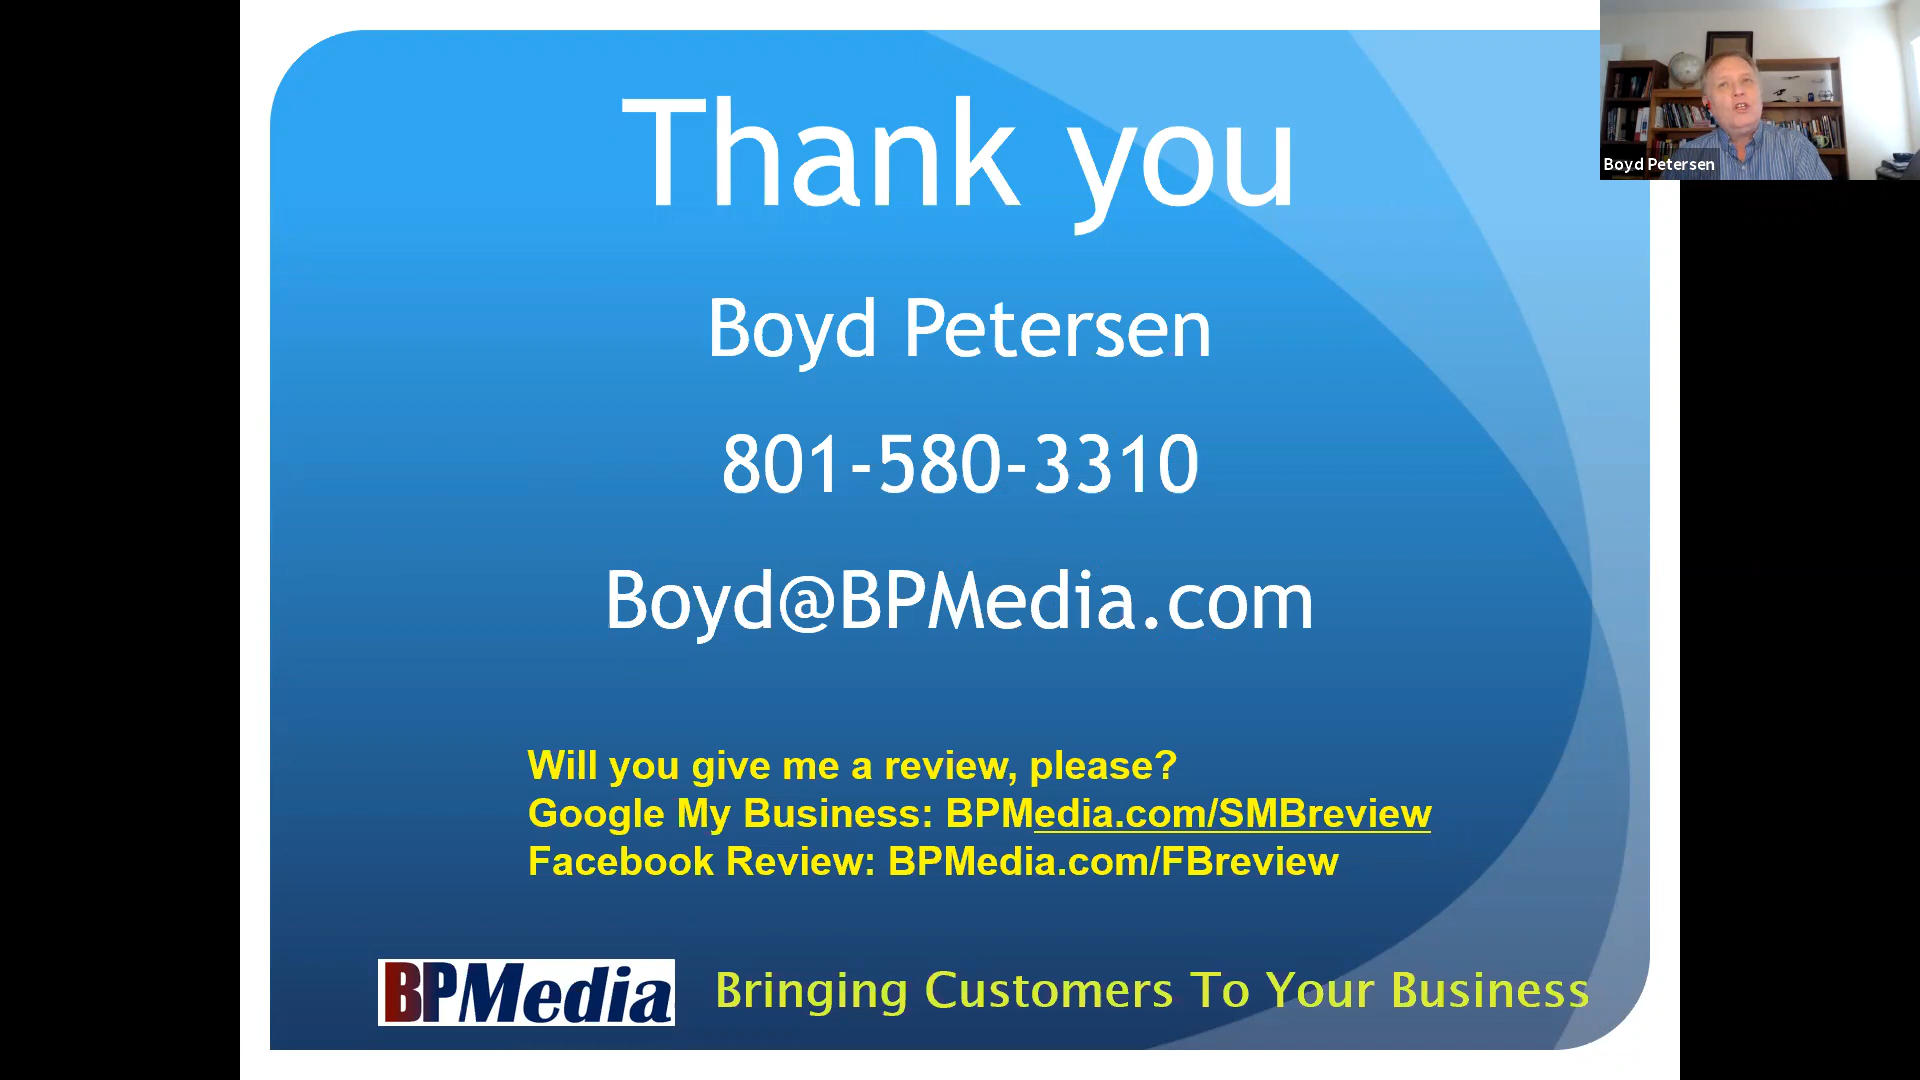 Thank you
Boyd Petersen
Boyd Petersen
801-580-3310
Boyd@BPMedia.com
Will you give me a review, please?
Google My Business: BPMedia.com/SMBreview
Facebook Review: BPMedia.com/FBreview
BPMedia Bringing Customers To Your Business